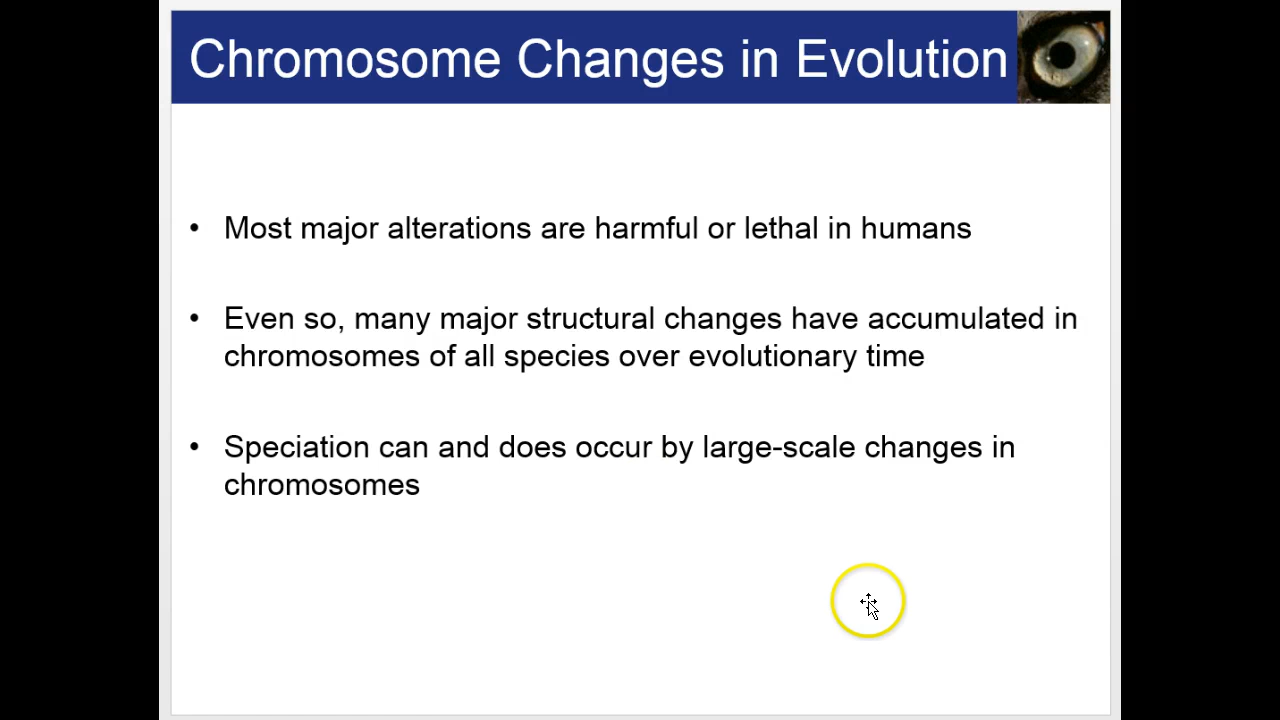 Chromosome Changes in Evolution
• Most major alterations are harmful or lethal in humans
• Even so, many major structural changes have accumulated in
chromosomes of all species over evolutionary time
• Speciation can and does occur by large-scale changes in
chromosomes